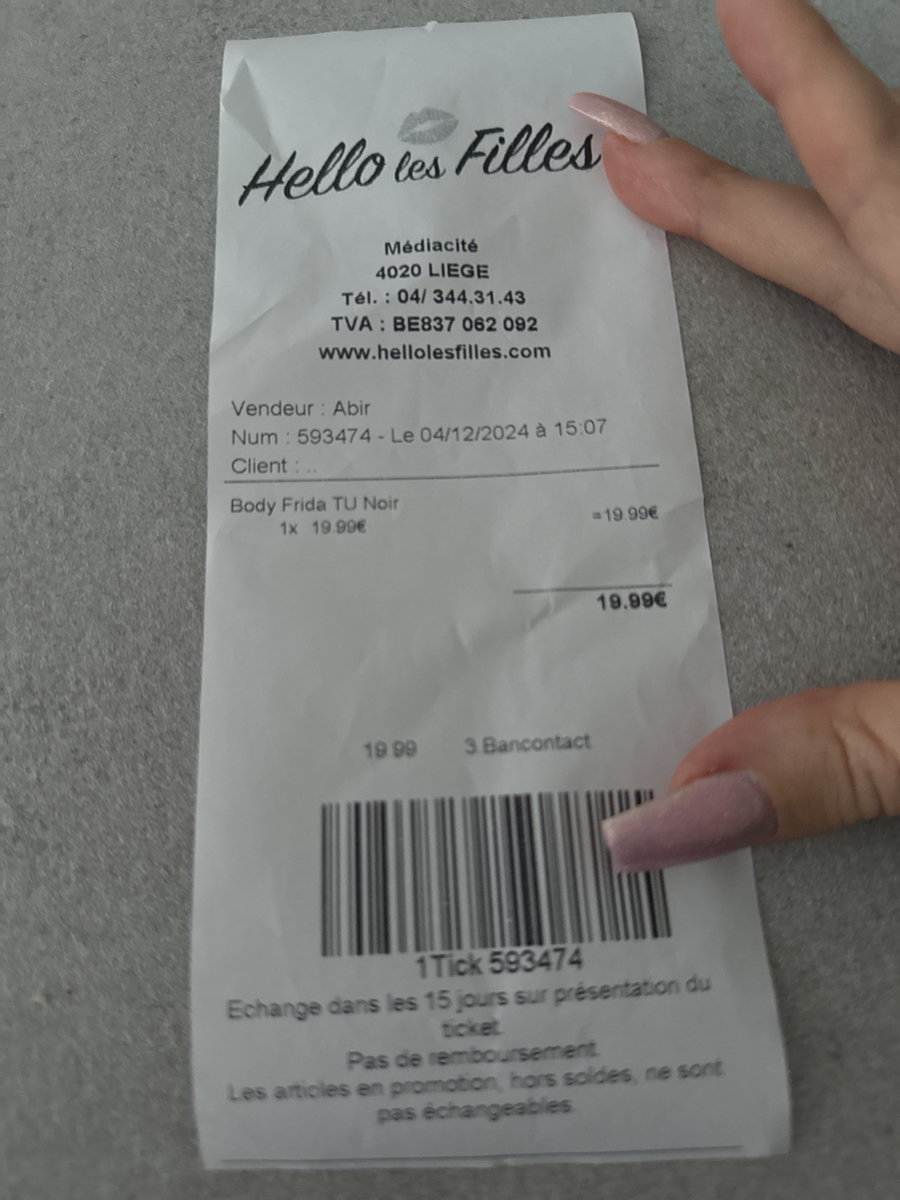 Hello les Filles
Médiacité
4020 LIEGE
Tél. : 04/ 344.31.43
TVA : BE837 062 092
www.hellolesfilles.com
Vendeur : Abir
Num : 593474 - Le 04/12/2024 à 15:07
Client : ..
Body Frida TU Noir
1x 19.99€ =19.99€
19.99€
19.99 3 Bancontact
1Tick 593474
Echange dans les 15 jours sur présentation du
ticket.
Pas de remboursement.
Les articles en promotion, hors soldes, ne sont
pas échangeables.